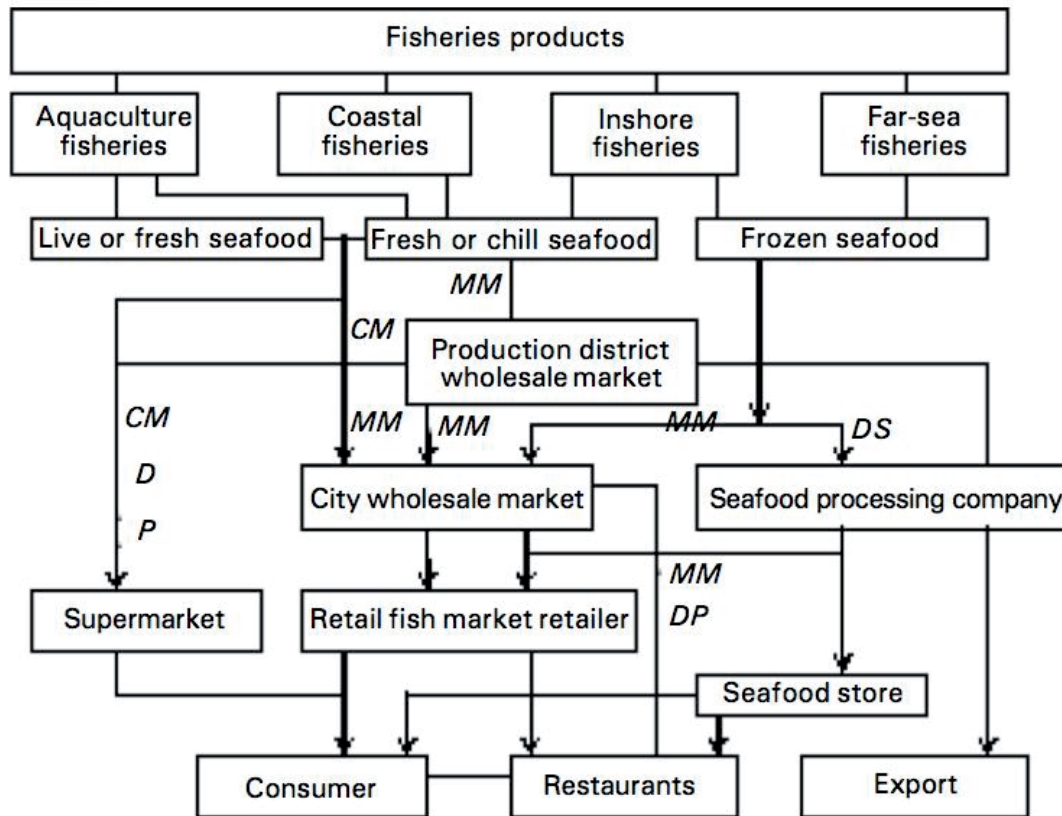 Fisheries products
Aquaculture
fisheries
Coastal
fisheries
Inshore
fisheries
Far-sea
fisheries
Live or fresh seafood
Fresh or chill seafood
Frozen seafood
MM
CM
Production district
wholesale market
CM
MM
MM
MM
DS
D
P
City wholesale market
Seafood processing company
MM
DP
Supermarket
Retail fish market retailer
Seafood store
Consumer
Restaurants
Export